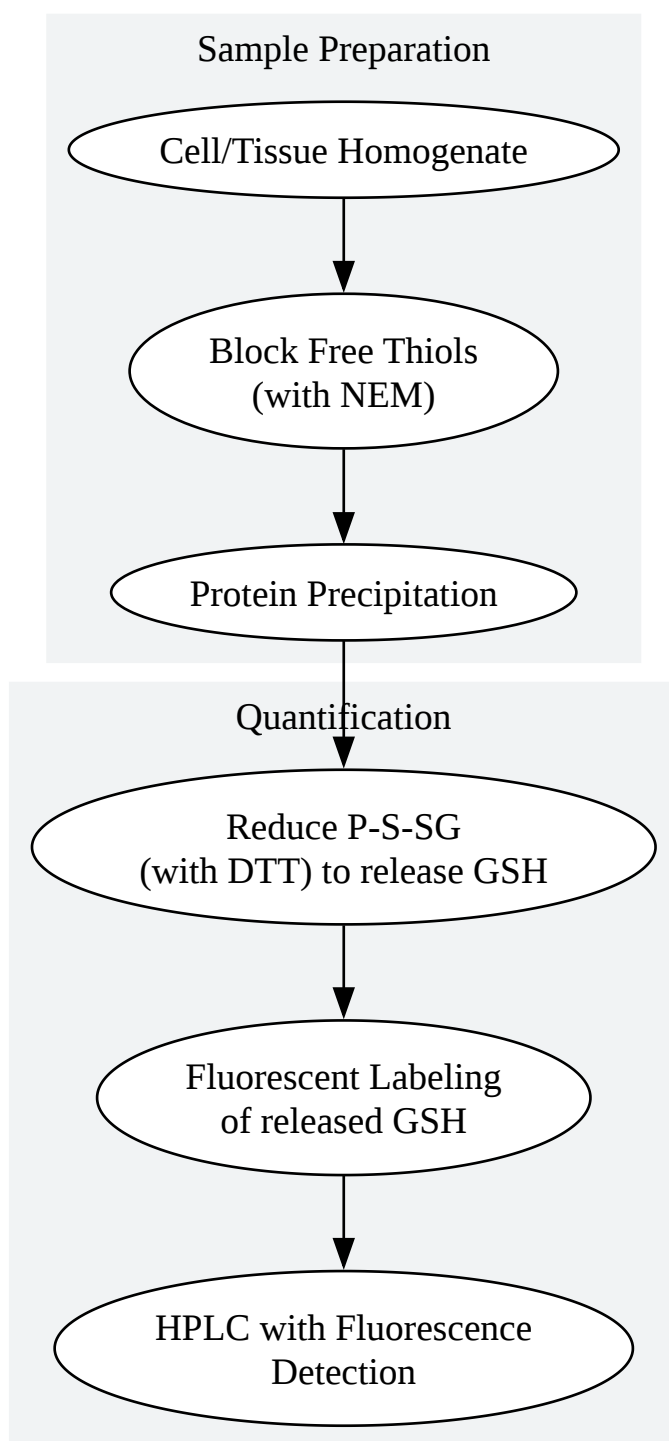 Sample Preparation
Cell/Tissue Homogenate
Block Free Thiols
(with NEM)
Protein Precipitation
Quantification
Reduce P-S-SG
(with DTT) to release GSH
Fluorescent Labeling
of released GSH
HPLC with Fluorescence
Detection